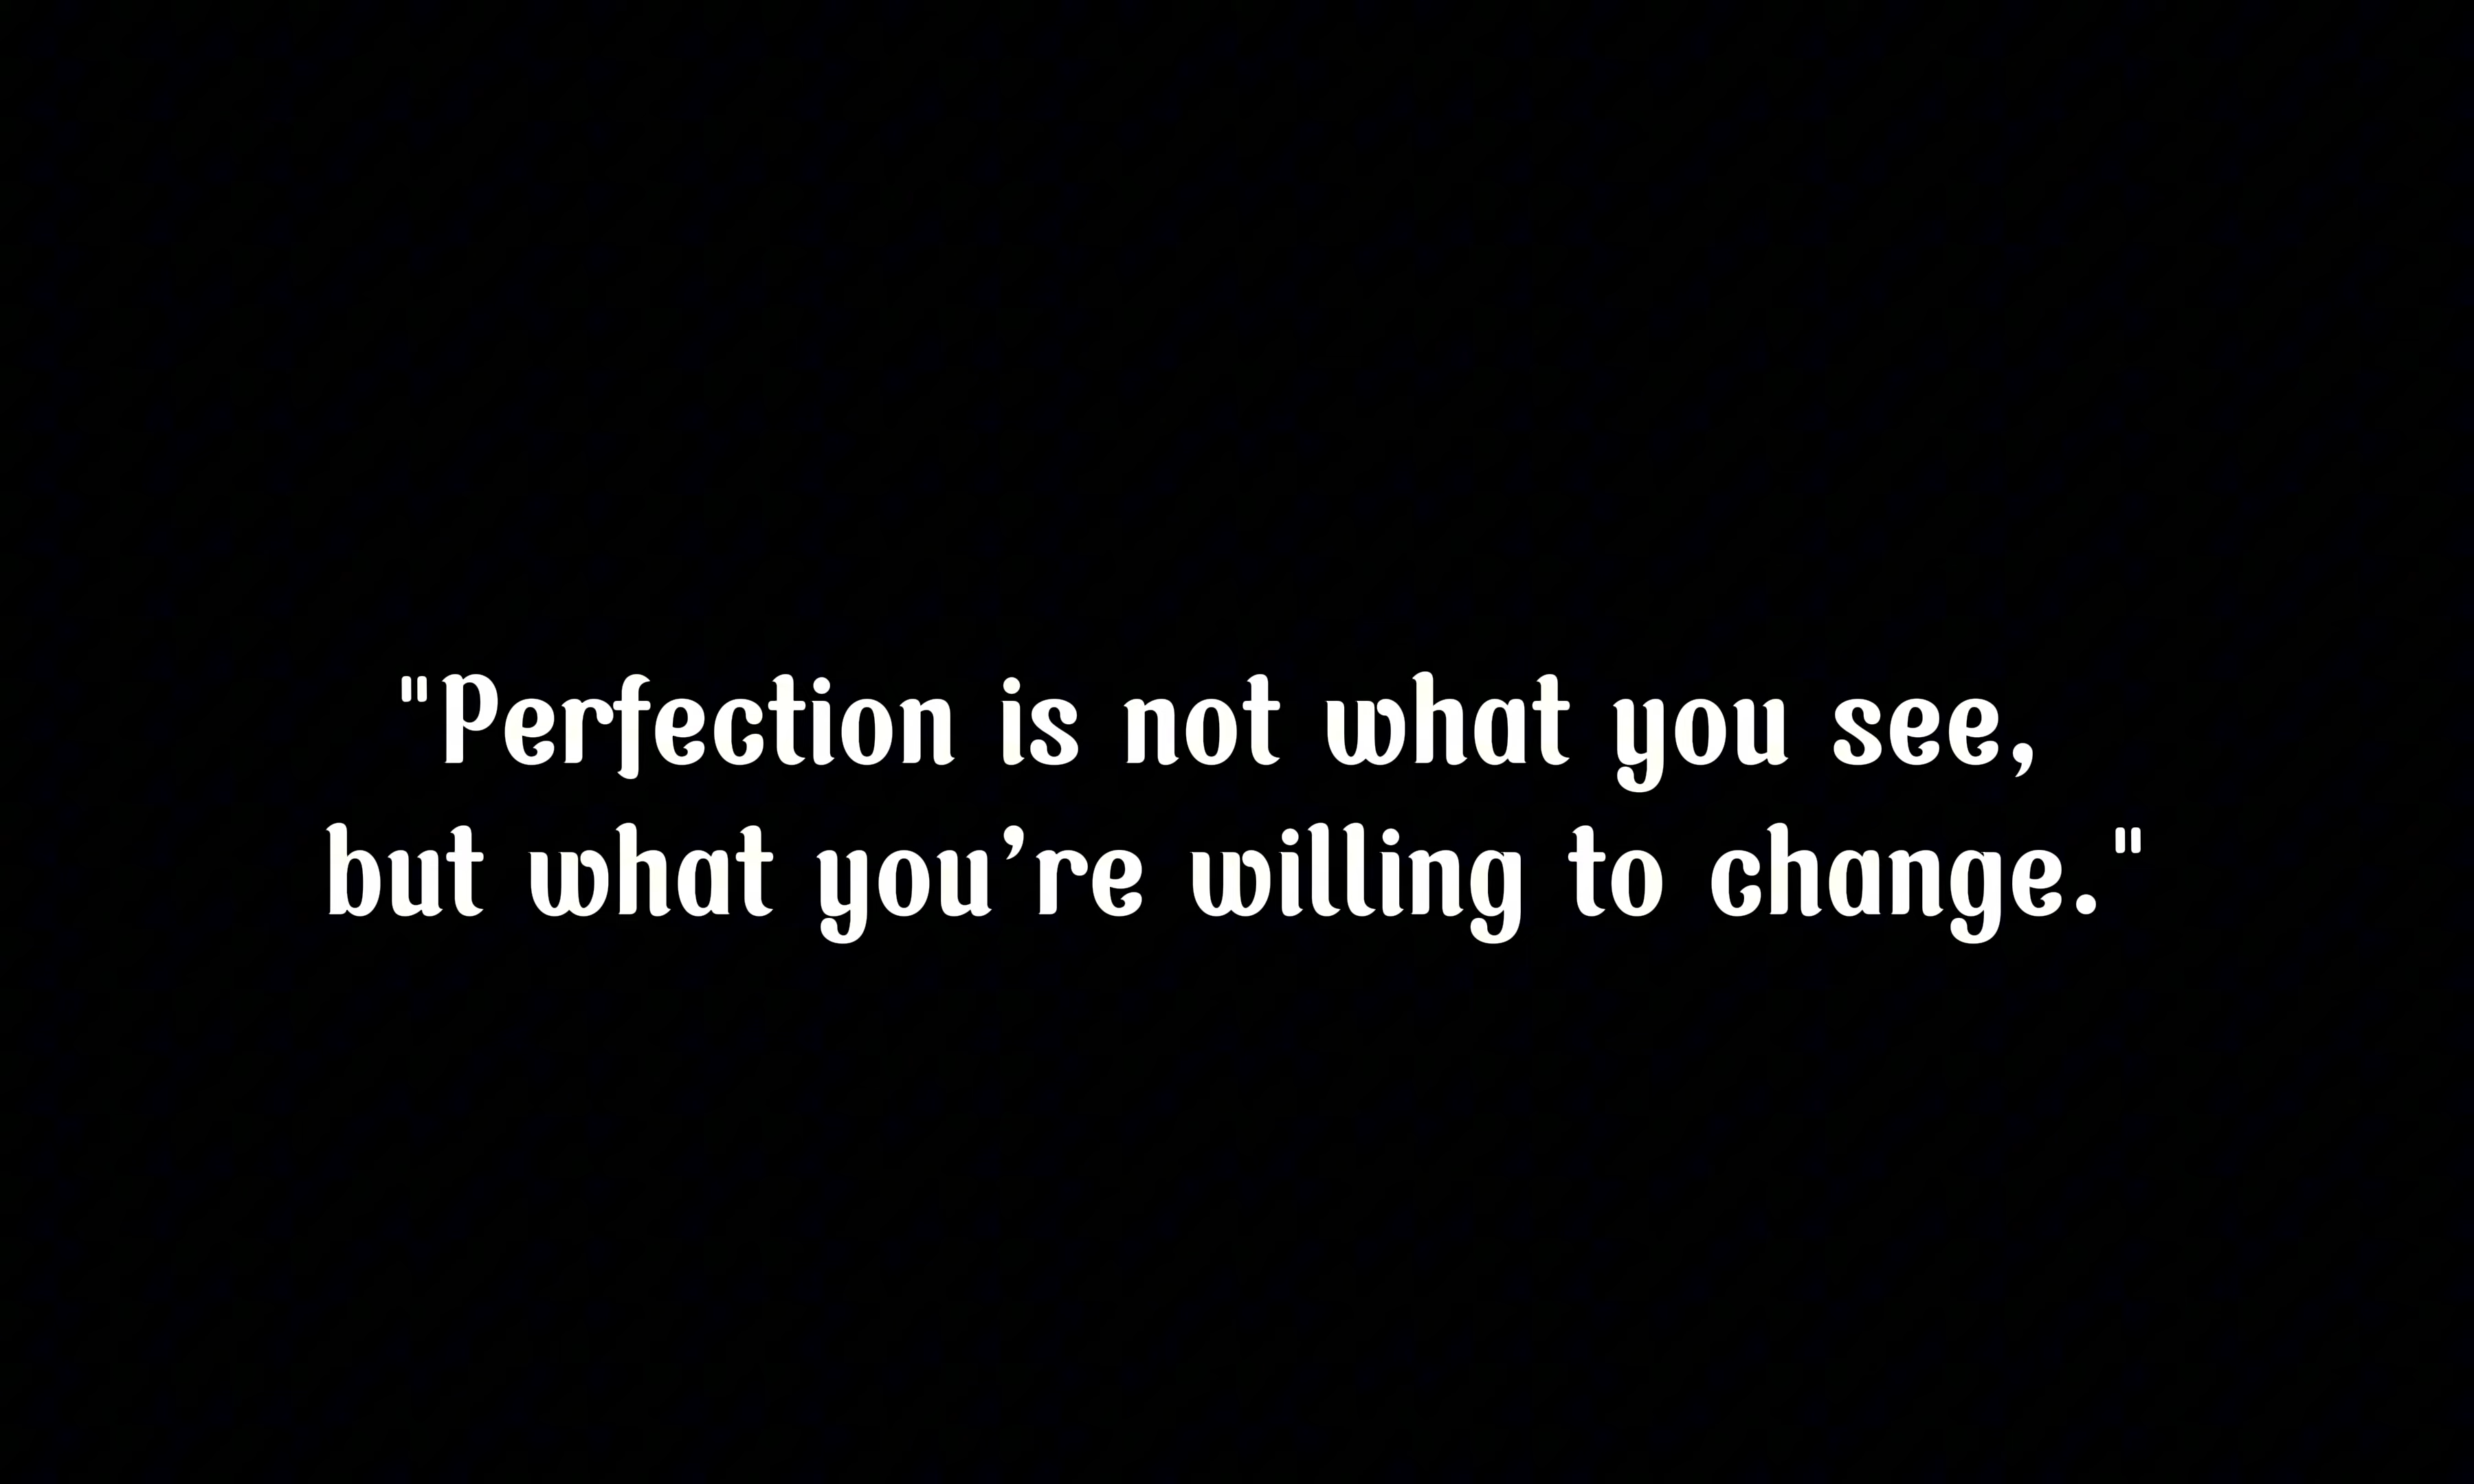 "Perfection is not what you see,
but what you’re willing to change."